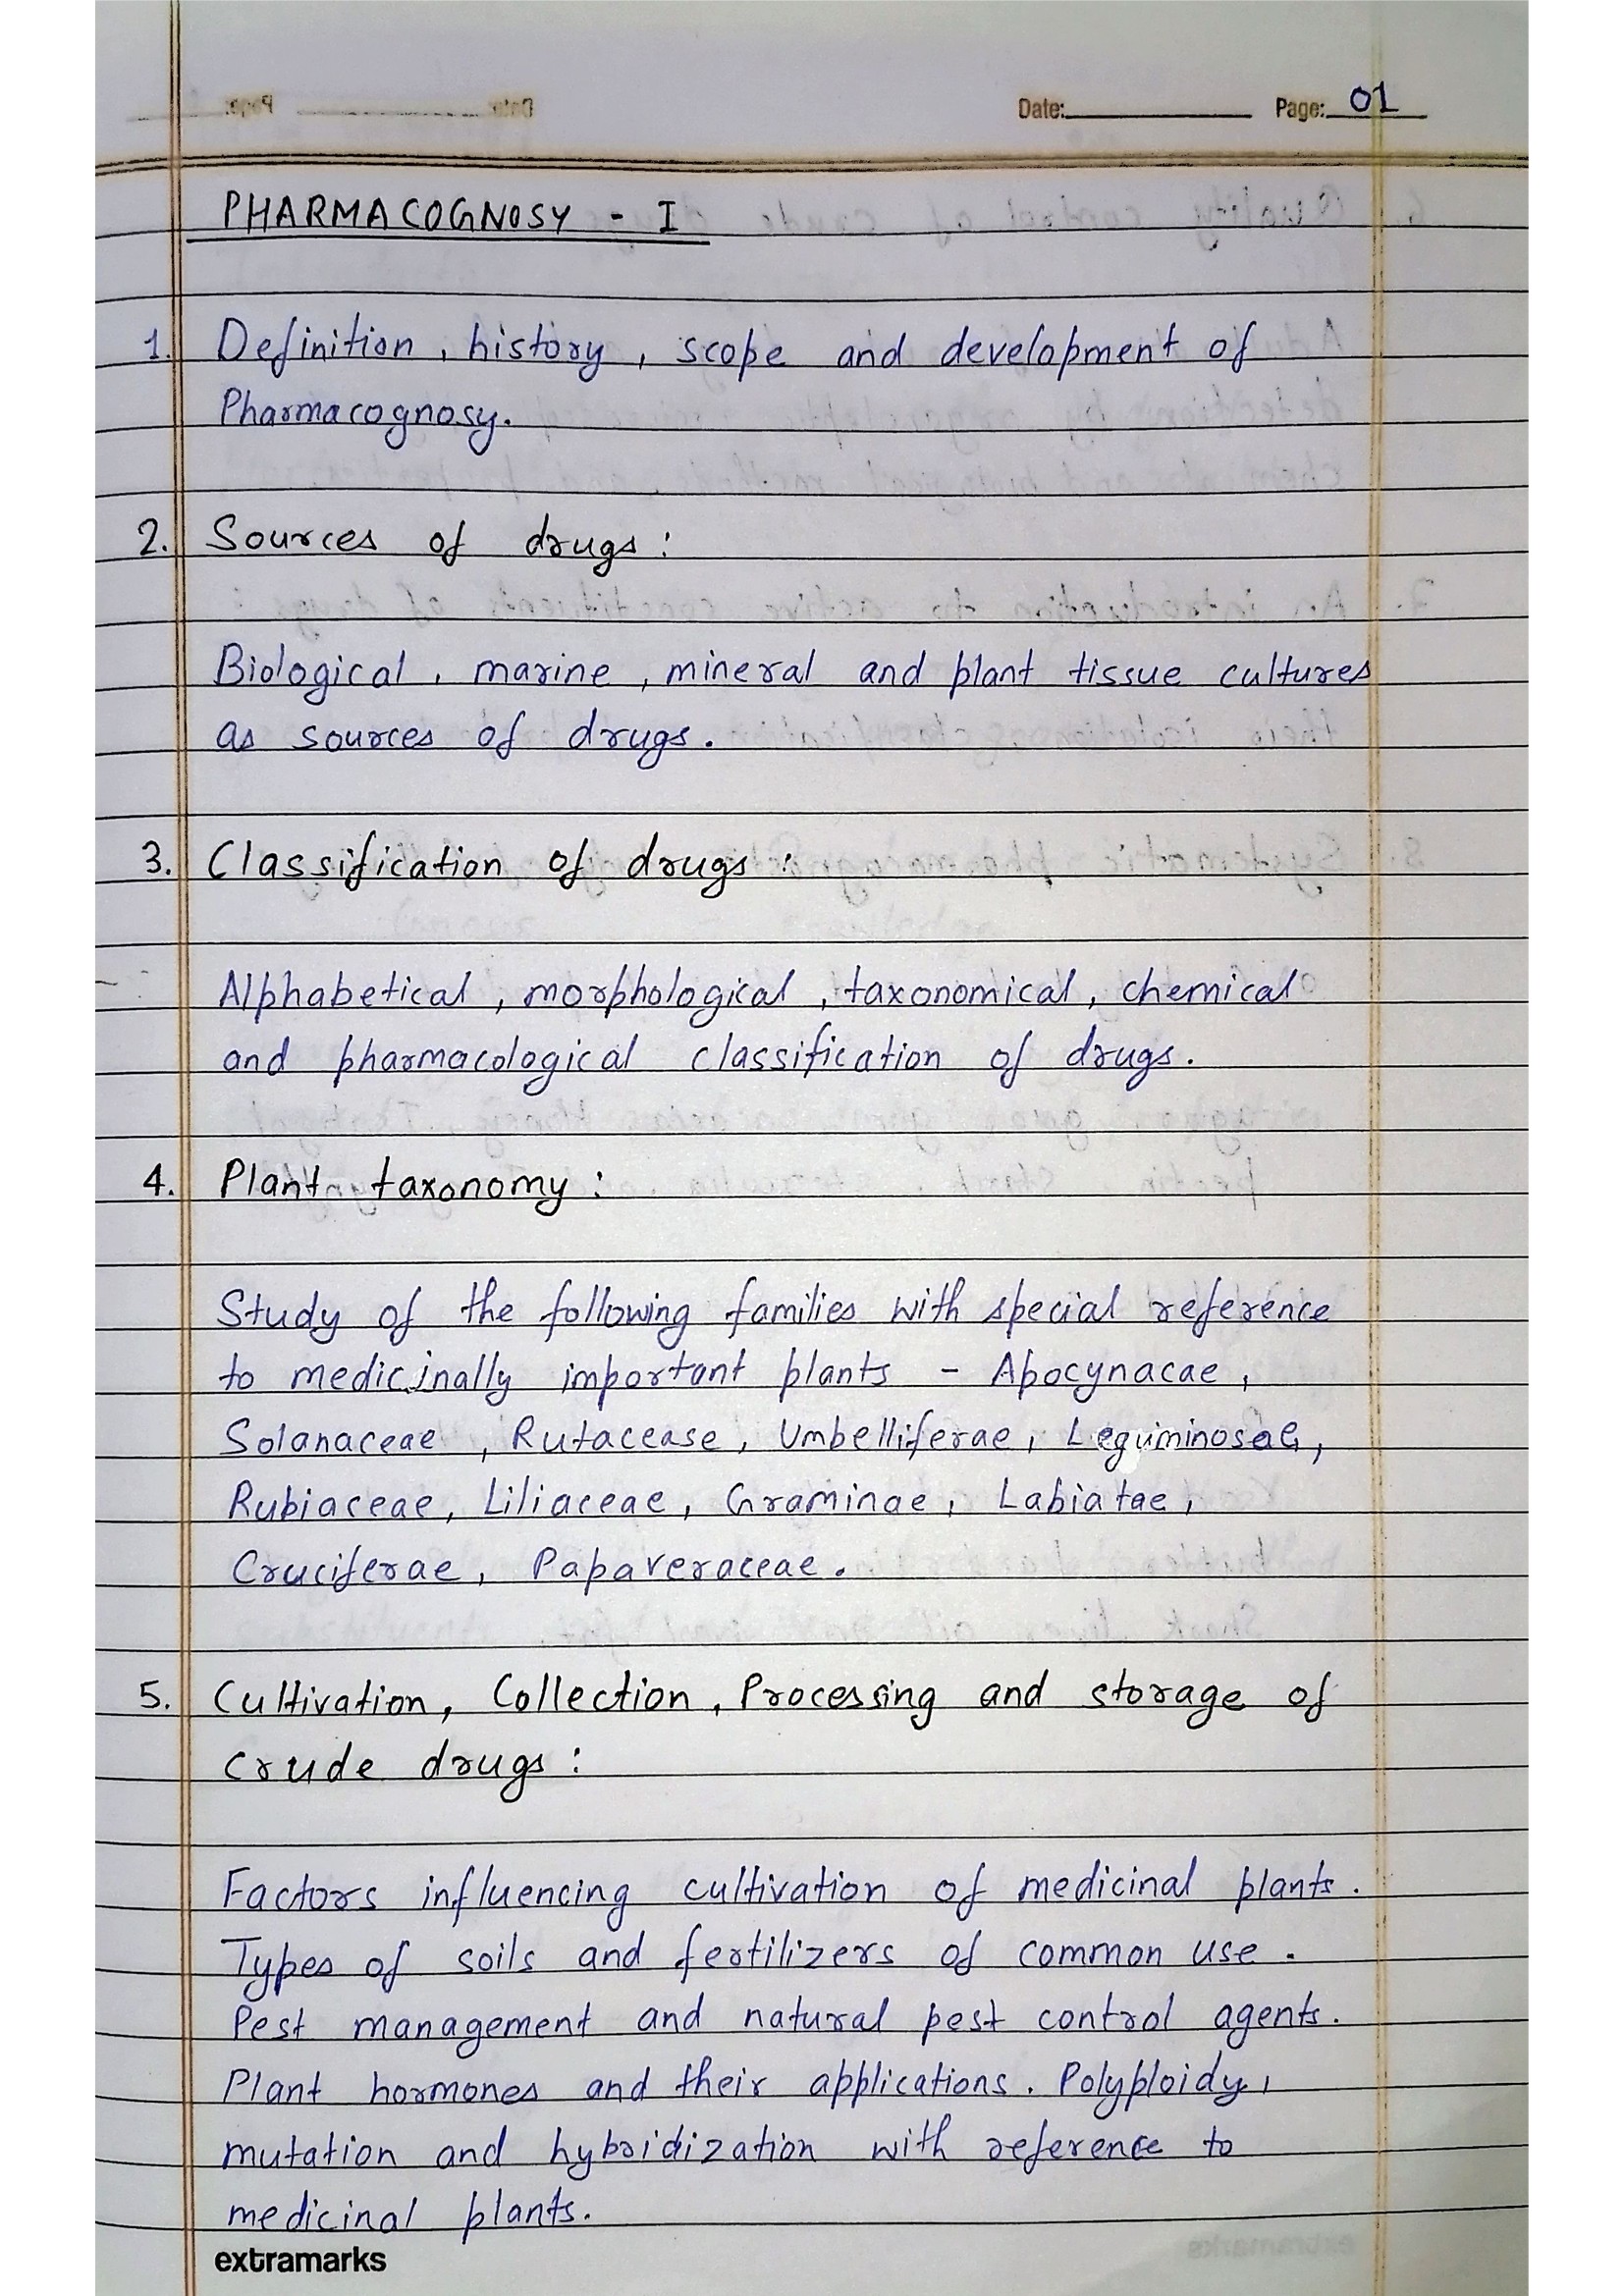 Date: Page: 01
PHARMACOGNOSY - I
1. Definition, history, scope and development of
Pharmacognosy.
2. Sources of drugs:
Biological, marine, mineral and plant tissue cultures
as sources of drugs.
3. Classification of drugs:
Alphabetical, morphological, taxonomical, chemical
and pharmacological classification of drugs.
4. Plant taxonomy:
Study of the following families with special reference
to medicinally important plants - Apocynacae,
Solanaceae, Rutacease, Umbelliferae, Leguminosae,
Rubiaceae, Liliaceae, Graminae, Labiatae,
Cruciferae, Papaveraceae.
5. Cultivation, Collection, Processing and storage of
crude drugs:
Factors influencing cultivation of medicinal plants.
Types of soils and fertilizers of common use.
Pest management and natural pest control agents.
Plant hormones and their applications. Polyploidy,
mutation and hybridization with reference to
medicinal plants.
extramarks